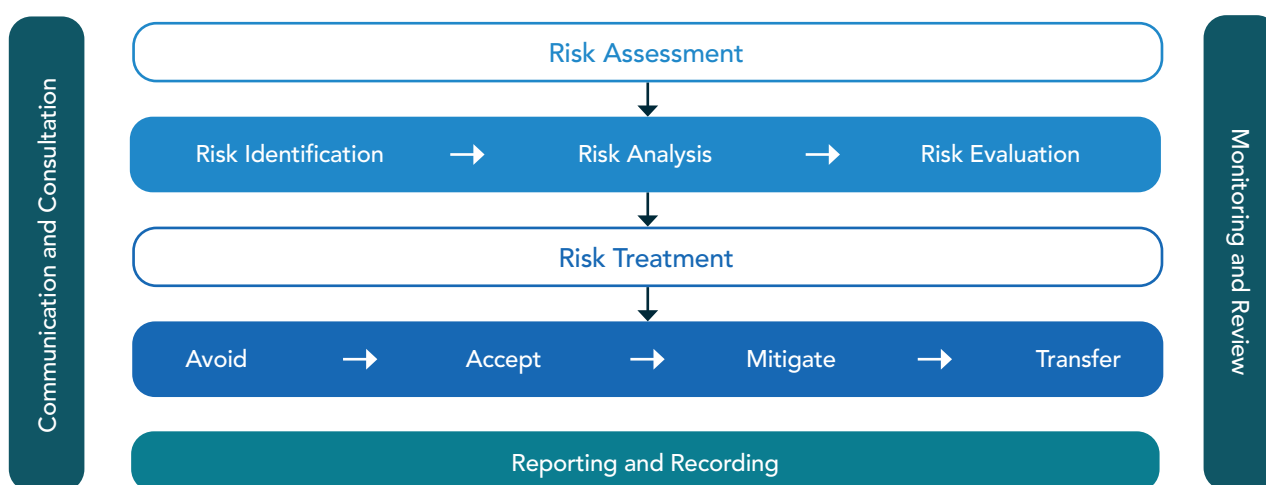 Communication and Consultation
Risk Assessment
Risk Identification → Risk Analysis → Risk Evaluation
Risk Treatment
Avoid → Accept → Mitigate → Transfer
Reporting and Recording
Monitoring and Review